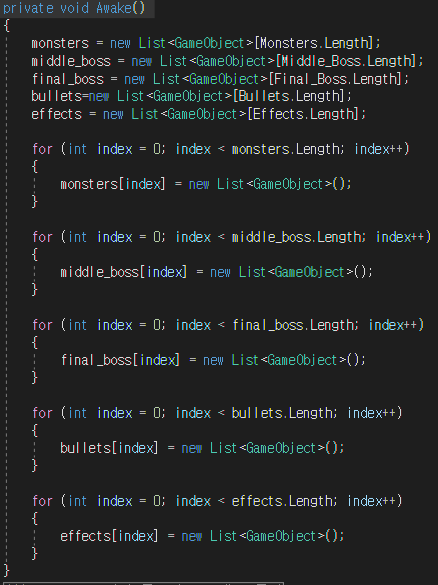 private void Awake()
{
monsters = new List<GameObject>[Monsters.Length];
middle_boss = new List<GameObject>[Middle_Boss.Length];
final_boss = new List<GameObject>[Final_Boss.Length];
bullets=new List<GameObject>[Bullets.Length];
effects = new List<GameObject>[Effects.Length];
for (int index = 0; index < monsters.Length; index++)
{
monsters[index] = new List<GameObject>();
}
for (int index = 0; index < middle_boss.Length; index++)
{
middle_boss[index] = new List<GameObject>();
}
for (int index = 0; index < final_boss.Length; index++)
{
final_boss[index] = new List<GameObject>();
}
for (int index = 0; index < bullets.Length; index++)
{
bullets[index] = new List<GameObject>();
}
for (int index = 0; index < effects.Length; index++)
{
effects[index] = new List<GameObject>();
}
}